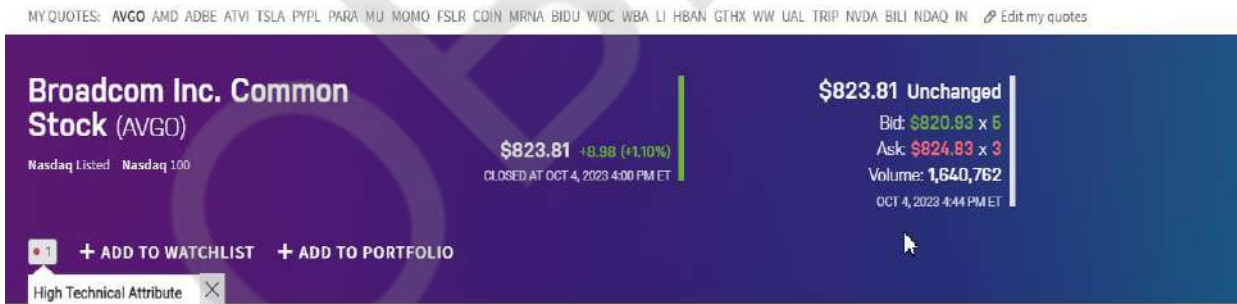 MY QUOTES: AVGO AMD ADBE ATVI TSLA PYPL PARA MU MOMO FSLR COIN MRNA BIDU WDC WBA LI HBAN GTHX WW UAL TRIP NVDA BILI NDAQ IN Edit my quotes
Broadcom Inc. Common
Stock (AVGO)
Nasdaq Listed Nasdaq 100
$823.81 +8.98 (+1.10%)
CLOSED AT OCT 4, 2023 4:00 PM ET
$823.81 Unchanged
Bid: $820.93 x 5
Ask: $824.83 x 3
Volume: 1,640,762
OCT 4, 2023 4:44 PM ET
1 + ADD TO WATCHLIST + ADD TO PORTFOLIO
High Technical Attribute X